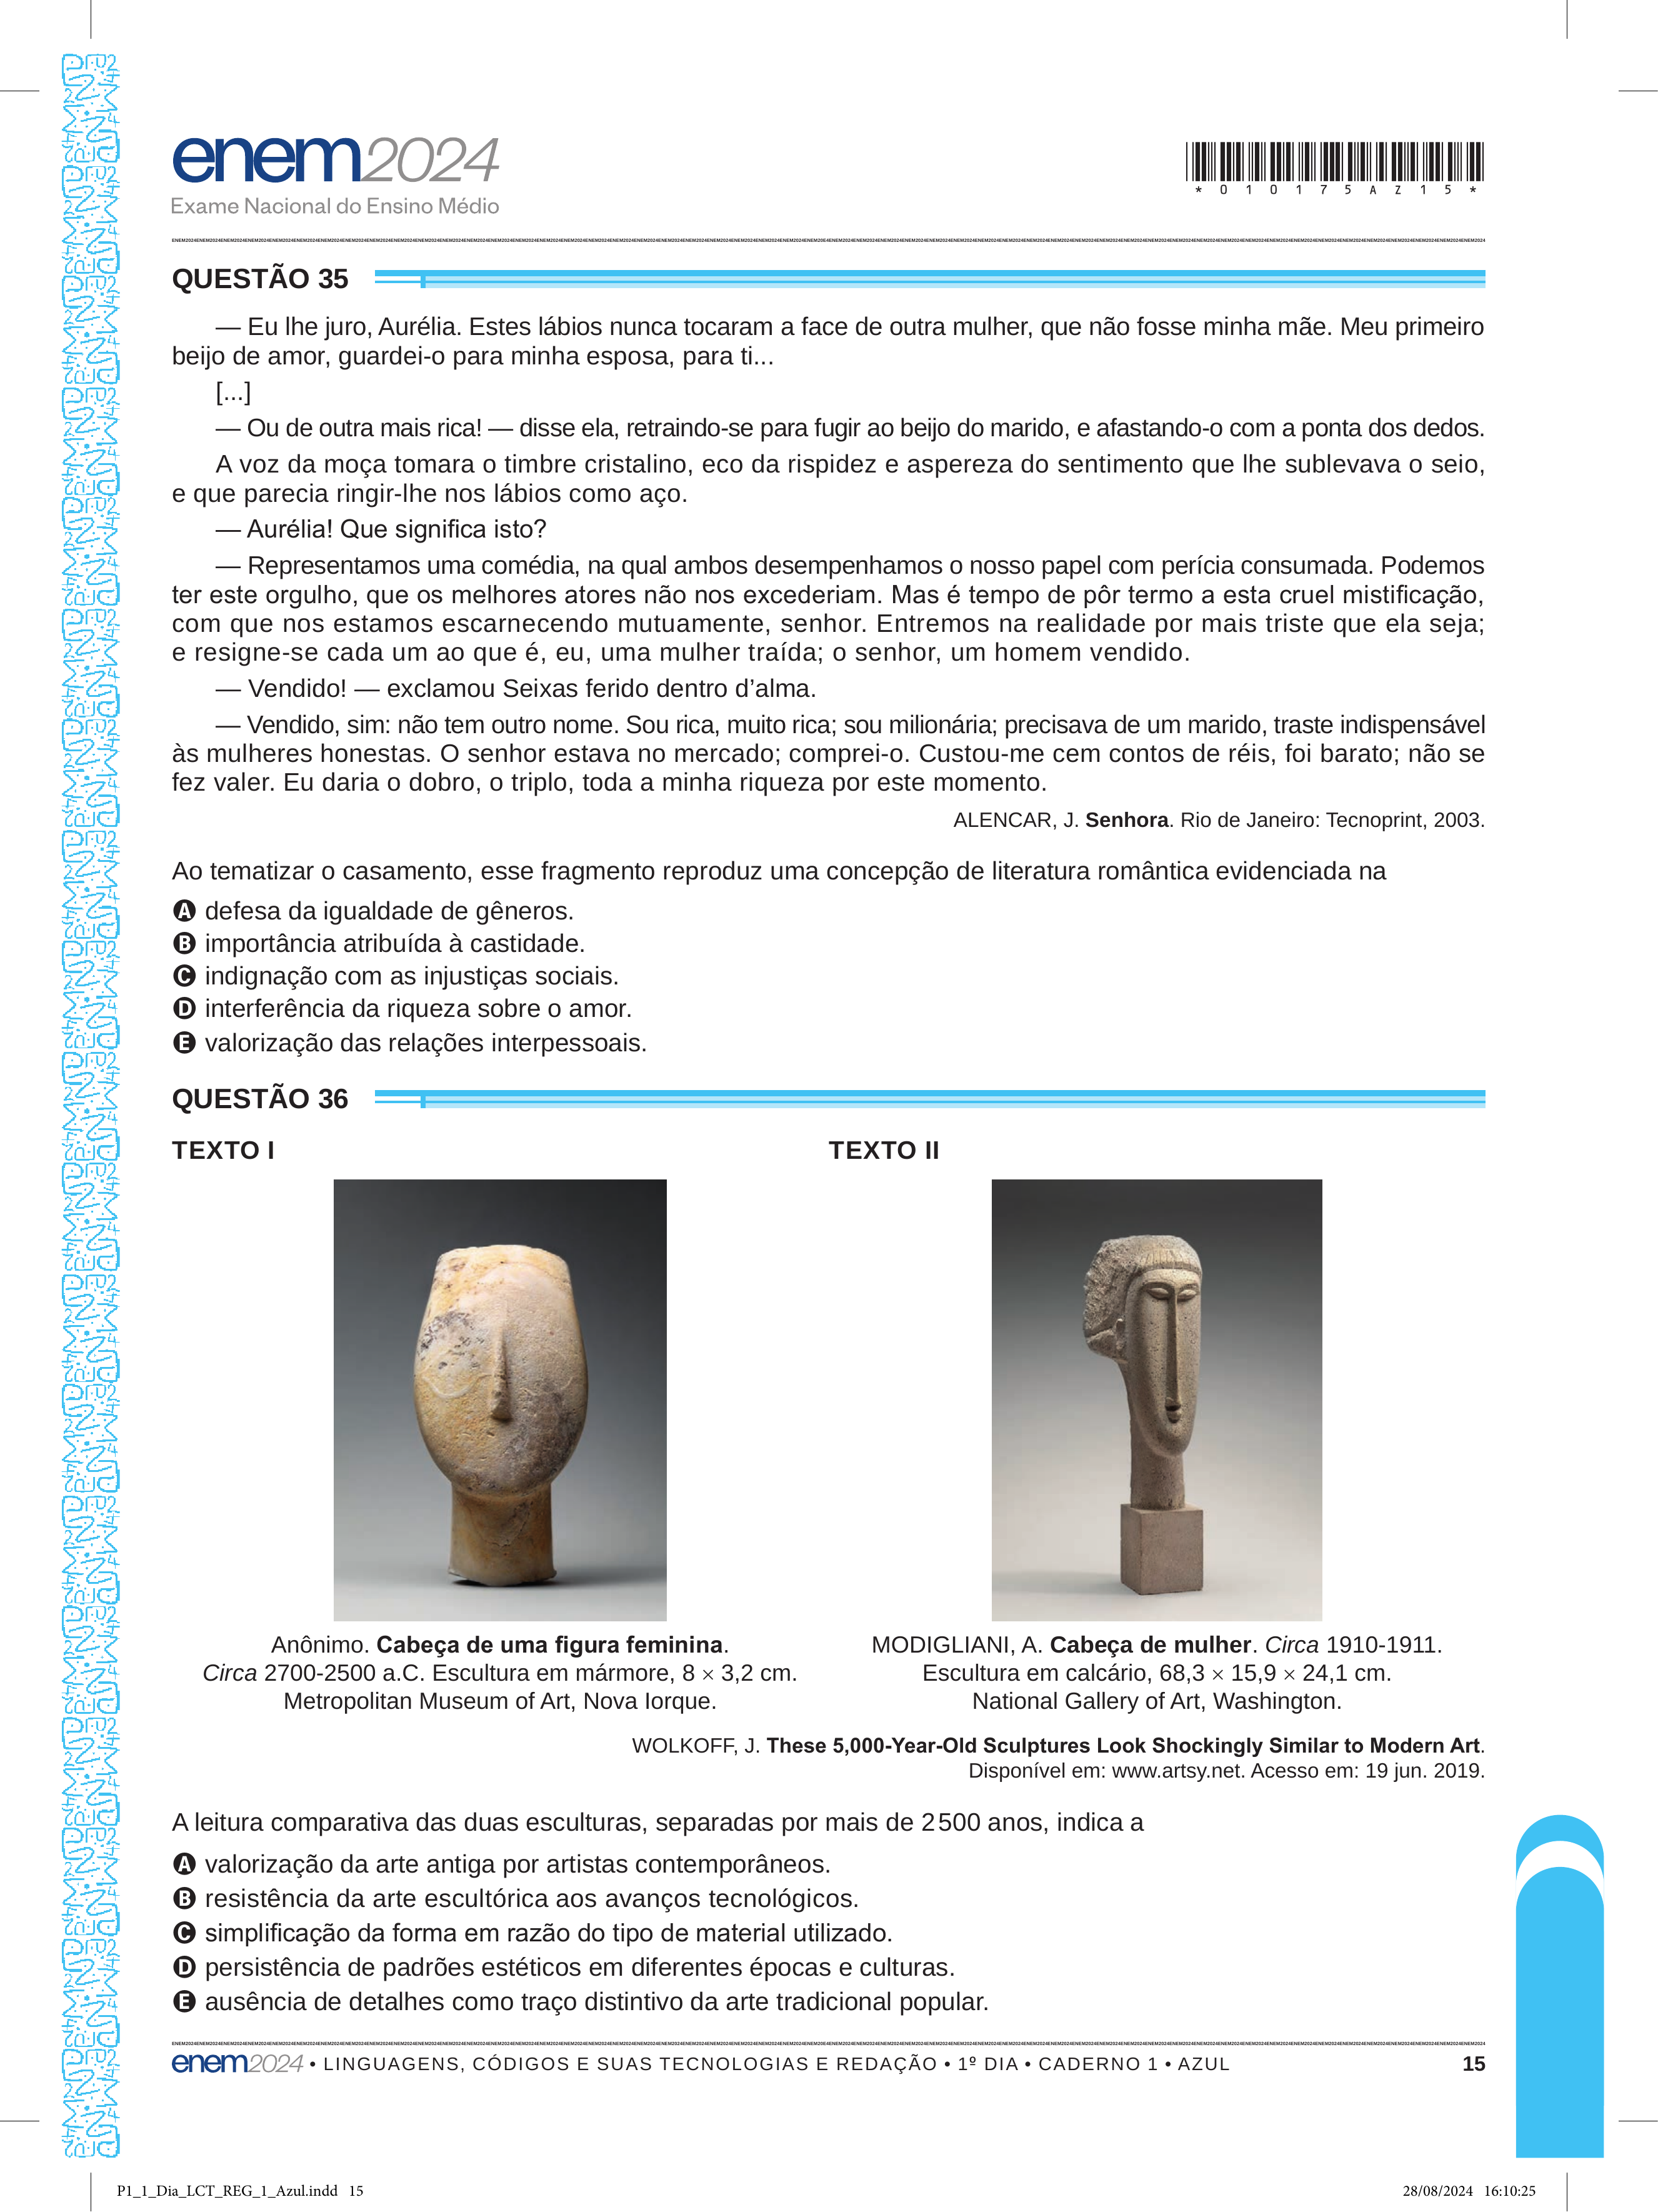 enem2024
Exame Nacional do Ensino Médio
*010175AZ15*
QUESTÃO 35
— Eu lhe juro, Aurélia. Estes lábios nunca tocaram a face de outra mulher, que não fosse minha mãe. Meu primeiro
beijo de amor, guardei-o para minha esposa, para ti...
[...]
— Ou de outra mais rica! — disse ela, retraindo-se para fugir ao beijo do marido, e afastando-o com a ponta dos dedos.
A voz da moça tomara o timbre cristalino, eco da rispidez e aspereza do sentimento que lhe sublevava o seio,
e que parecia ringir-lhe nos lábios como aço.
— Aurélia! Que significa isto?
— Representamos uma comédia, na qual ambos desempenhamos o nosso papel com perícia consumada. Podemos
ter este orgulho, que os melhores atores não nos excederiam. Mas é tempo de pôr termo a esta cruel mistificação,
com que nos estamos escarnecendo mutuamente, senhor. Entremos na realidade por mais triste que ela seja;
e resigne-se cada um ao que é, eu, uma mulher traída; o senhor, um homem vendido.
— Vendido! — exclamou Seixas ferido dentro d’alma.
— Vendido, sim: não tem outro nome. Sou rica, muito rica; sou milionária; precisava de um marido, traste indispensável
às mulheres honestas. O senhor estava no mercado; comprei-o. Custou-me cem contos de réis, foi barato; não se
fez valer. Eu daria o dobro, o triplo, toda a minha riqueza por este momento.
ALENCAR, J. Senhora. Rio de Janeiro: Tecnoprint, 2003.
Ao tematizar o casamento, esse fragmento reproduz uma concepção de literatura romântica evidenciada na
A defesa da igualdade de gêneros.
B importância atribuída à castidade.
C indignação com as injustiças sociais.
D interferência da riqueza sobre o amor.
E valorização das relações interpessoais.
QUESTÃO 36
TEXTO I
TEXTO II
Anônimo. Cabeça de uma figura feminina.
Circa 2700-2500 a.C. Escultura em mármore, 8 × 3,2 cm.
Metropolitan Museum of Art, Nova Iorque.
MODIGLIANI, A. Cabeça de mulher. Circa 1910-1911.
Escultura em calcário, 68,3 × 15,9 × 24,1 cm.
National Gallery of Art, Washington.
WOLKOFF, J. These 5,000-Year-Old Sculptures Look Shockingly Similar to Modern Art.
Disponível em: www.artsy.net. Acesso em: 19 jun. 2019.
A leitura comparativa das duas esculturas, separadas por mais de 2 500 anos, indica a
A valorização da arte antiga por artistas contemporâneos.
B resistência da arte escultórica aos avanços tecnológicos.
C simplificação da forma em razão do tipo de material utilizado.
D persistência de padrões estéticos em diferentes épocas e culturas.
E ausência de detalhes como traço distintivo da arte tradicional popular.
enem2024 • LINGUAGENS, CÓDIGOS E SUAS TECNOLOGIAS E REDAÇÃO • 1º DIA • CADERNO 1 • AZUL 15
P1_1_Dia_LCT_REG_1_Azul.indd 15 28/08/2024 16:10:25